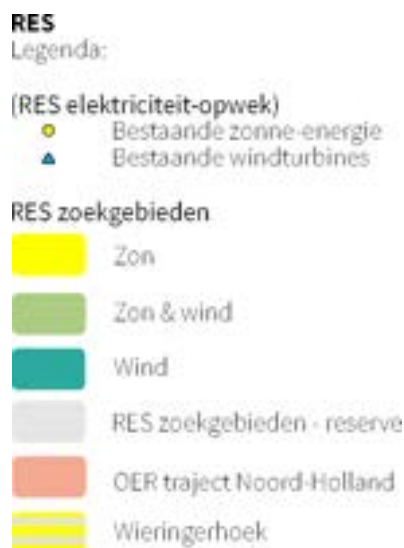 RES
Legenda:
(RES elektriciteit-opwek)
Bestaande zonne-energie
Bestaande windturbines
RES zoekgebieden
Zon
Zon & wind
Wind
RES zoekgebieden - reserve
OER traject Noord-Holland
Wieringerhoek